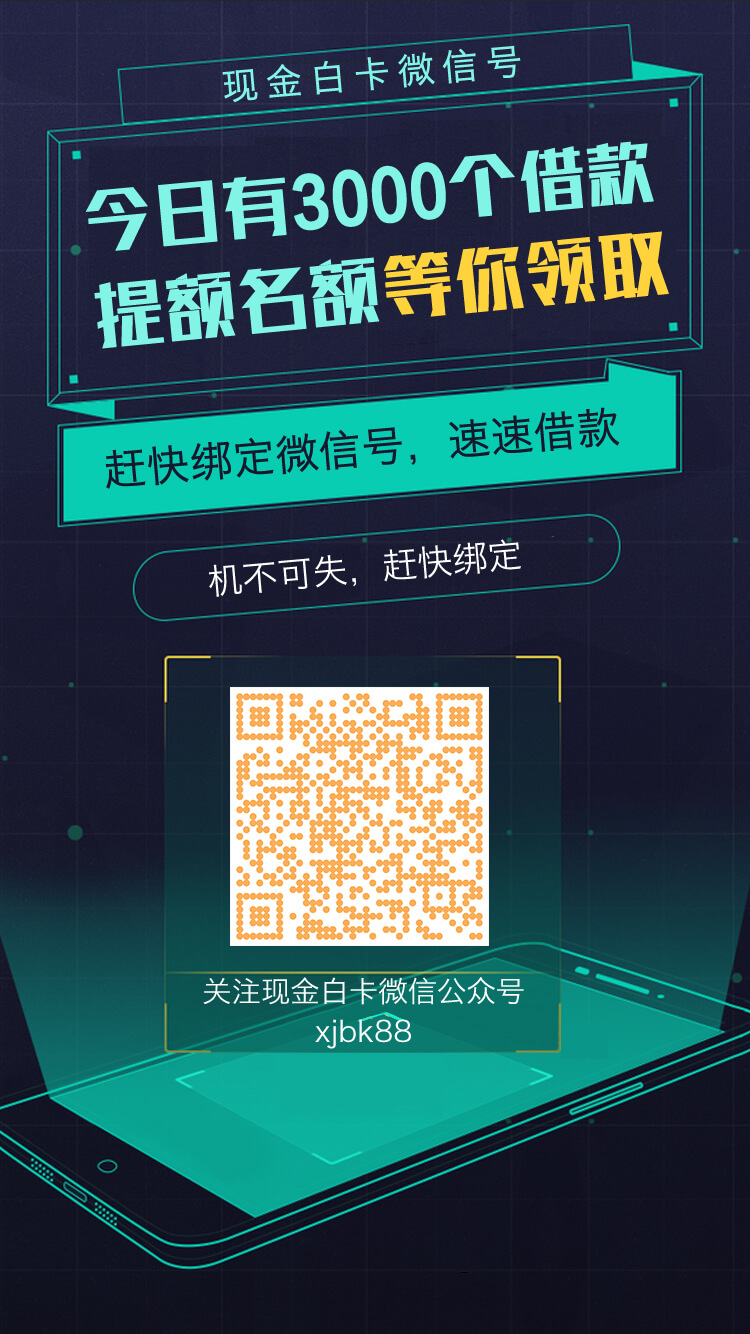 现金白卡微信号
今日有3000个借款
提额名额等你领取
赶快绑定微信号，速速借款
机不可失，赶快绑定
关注现金白卡微信公众号
xjbk88